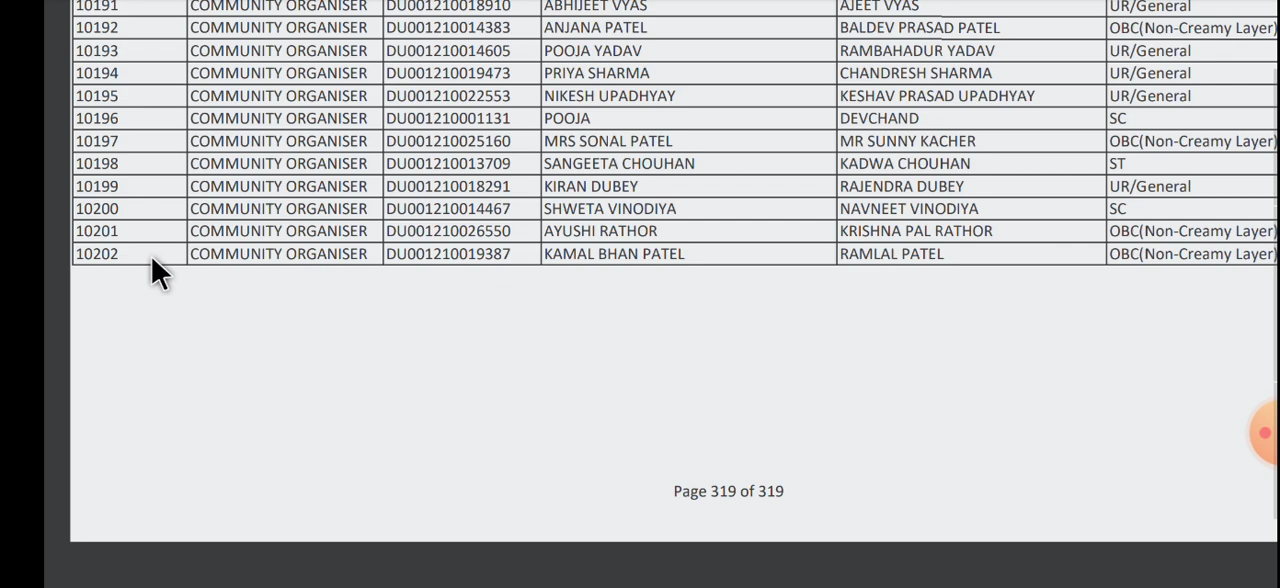 10191 COMMUNITY ORGANISER DU001210018910 ABHIJEET VYAS AJEET VYAS UR/General
10192 COMMUNITY ORGANISER DU001210014383 ANJANA PATEL BALDEV PRASAD PATEL OBC(Non-Creamy Layer)
10193 COMMUNITY ORGANISER DU001210014605 POOJA YADAV RAMBAHADUR YADAV UR/General
10194 COMMUNITY ORGANISER DU001210019473 PRIYA SHARMA CHANDRESH SHARMA UR/General
10195 COMMUNITY ORGANISER DU001210022553 NIKESH UPADHYAY KESHAV PRASAD UPADHYAY UR/General
10196 COMMUNITY ORGANISER DU001210001131 POOJA DEVCHAND SC
10197 COMMUNITY ORGANISER DU001210025160 MRS SONAL PATEL MR SUNNY KACHER OBC(Non-Creamy Layer)
10198 COMMUNITY ORGANISER DU001210013709 SANGEETA CHOUHAN KADWA CHOUHAN ST
10199 COMMUNITY ORGANISER DU001210018291 KIRAN DUBEY RAJENDRA DUBEY UR/General
10200 COMMUNITY ORGANISER DU001210014467 SHWETA VINODIYA NAVNEET VINODIYA SC
10201 COMMUNITY ORGANISER DU001210026550 AYUSHI RATHOR KRISHNA PAL RATHOR OBC(Non-Creamy Layer)
10202 COMMUNITY ORGANISER DU001210019387 KAMAL BHAN PATEL RAMLAL PATEL OBC(Non-Creamy Layer)
Page 319 of 319